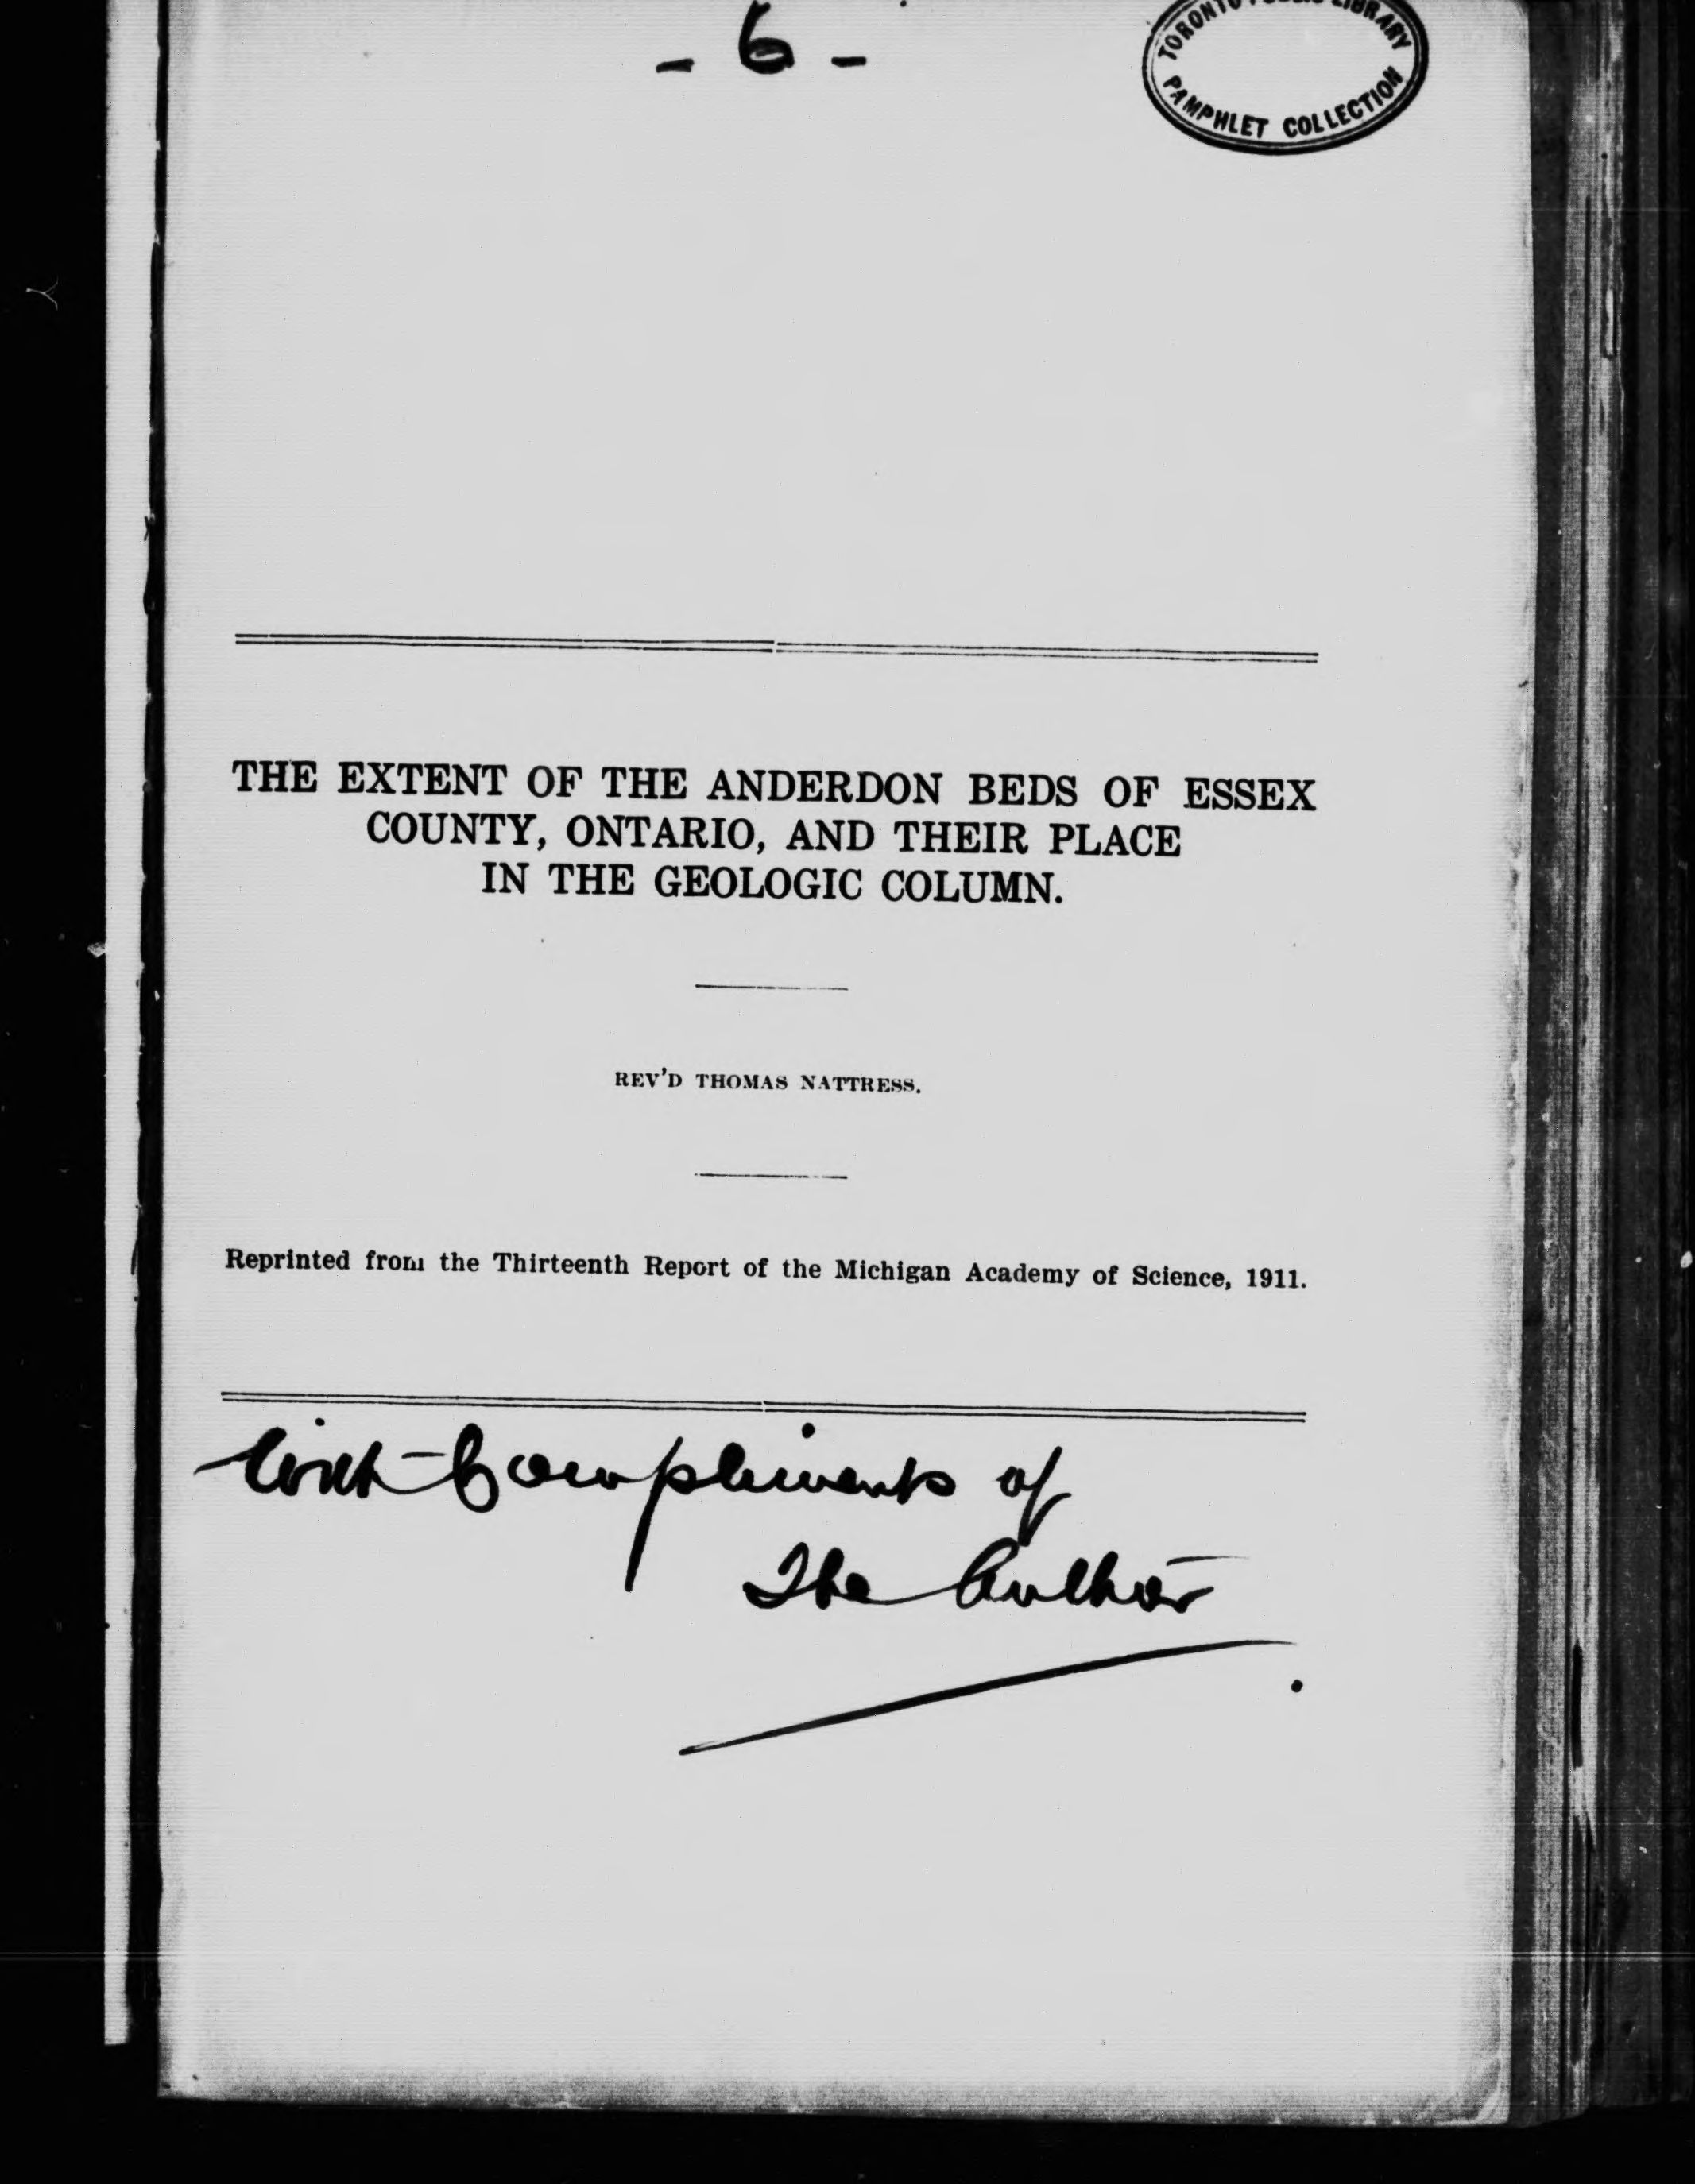 - 6 -
TORONTO PUBLIC LIBRARY
PAMPHLET COLLECTION
THE EXTENT OF THE ANDERDON BEDS OF ESSEX
COUNTY, ONTARIO, AND THEIR PLACE
IN THE GEOLOGIC COLUMN.
REV'D THOMAS NATTRESS.
Reprinted from the Thirteenth Report of the Michigan Academy of Science, 1911.
With Compliments of
The Author